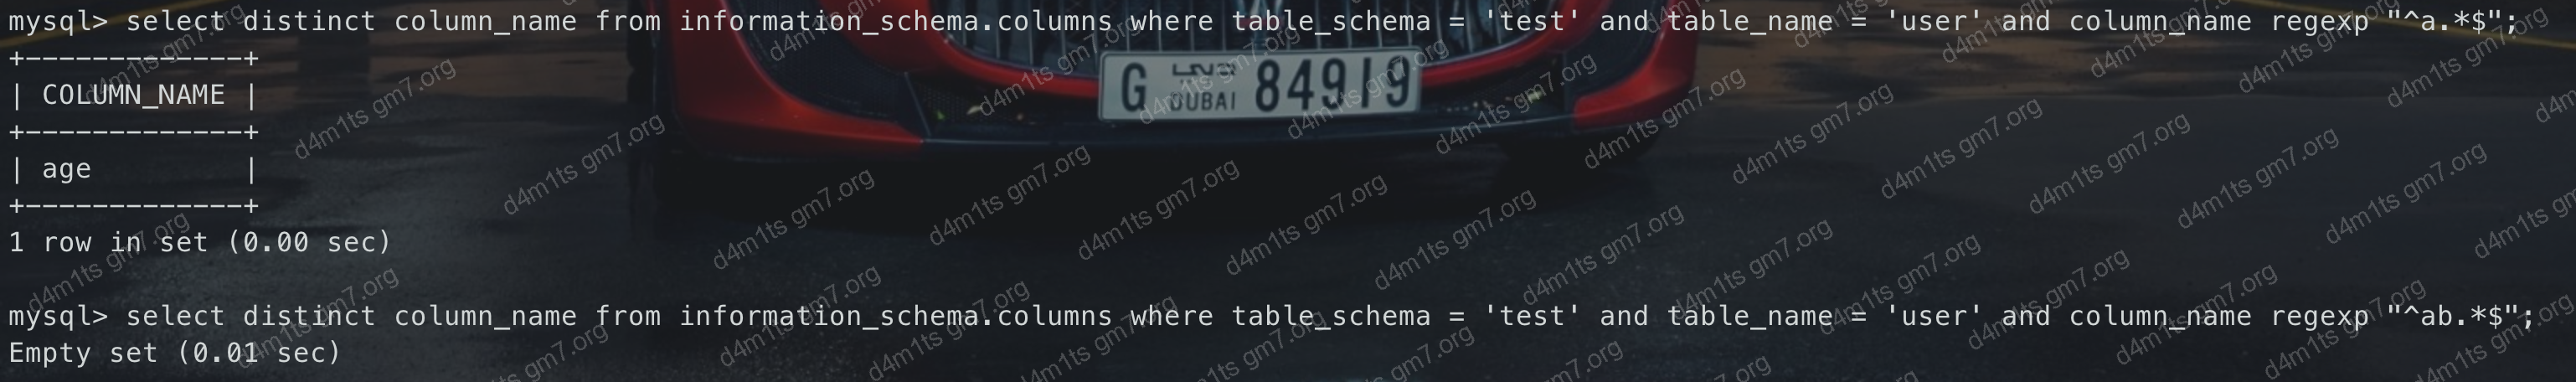 mysql> select distinct column_name from information_schema.columns where table_schema = 'test' and table_name = 'user' and column_name regexp "^a.*$";
+-------------+
| COLUMN_NAME |
+-------------+
| age         |
+-------------+
1 row in set (0.00 sec)
mysql> select distinct column_name from information_schema.columns where table_schema = 'test' and table_name = 'user' and column_name regexp "^ab.*$";
Empty set (0.01 sec)
G دبي DUBAI 84919
d4m1ts gm7.org